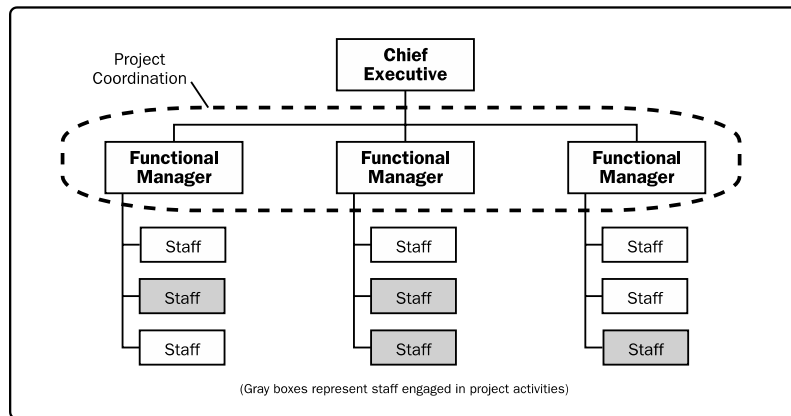 Project
Coordination
Chief
Executive
Functional
Manager
Functional
Manager
Functional
Manager
Staff
Staff
Staff
Staff
Staff
Staff
Staff
Staff
Staff
(Gray boxes represent staff engaged in project activities)